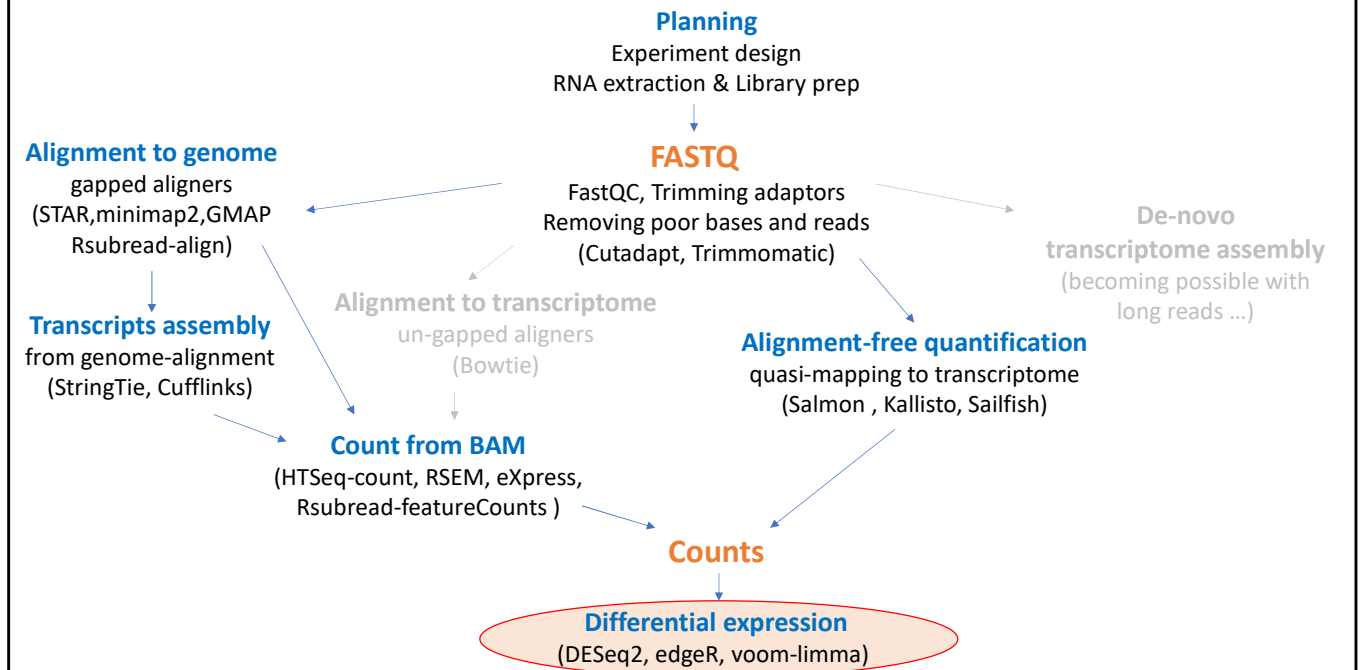 Planning
Experiment design
RNA extraction & Library prep
Alignment to genome
gapped aligners
(STAR,minimap2,GMAP
Rsubread-align)
FASTQ
FastQC, Trimming adaptors
Removing poor bases and reads
(Cutadapt, Trimmomatic)
De-novo
transcriptome assembly
(becoming possible with
long reads ...)
Alignment to transcriptome
un-gapped aligners
(Bowtie)
Transcripts assembly
from genome-alignment
(StringTie, Cufflinks)
Alignment-free quantification
quasi-mapping to transcriptome
(Salmon , Kallisto, Sailfish)
Count from BAM
(HTSeq-count, RSEM, eXpress,
Rsubread-featureCounts )
Counts
Differential expression
(DESeq2, edgeR, voom-limma)